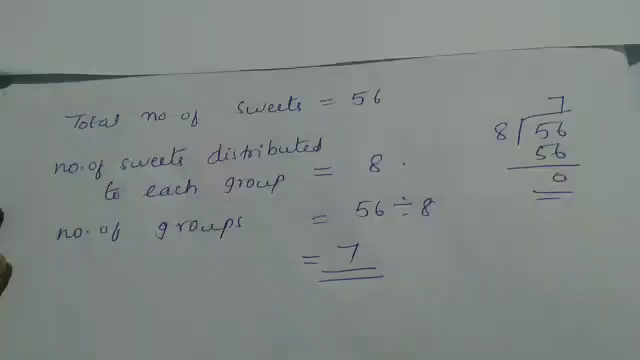 Total no. of sweets = 56
no. of sweets distributed
to each group = 8.
no. of groups = 56 ÷ 8
= 7
7
8 56
56
0